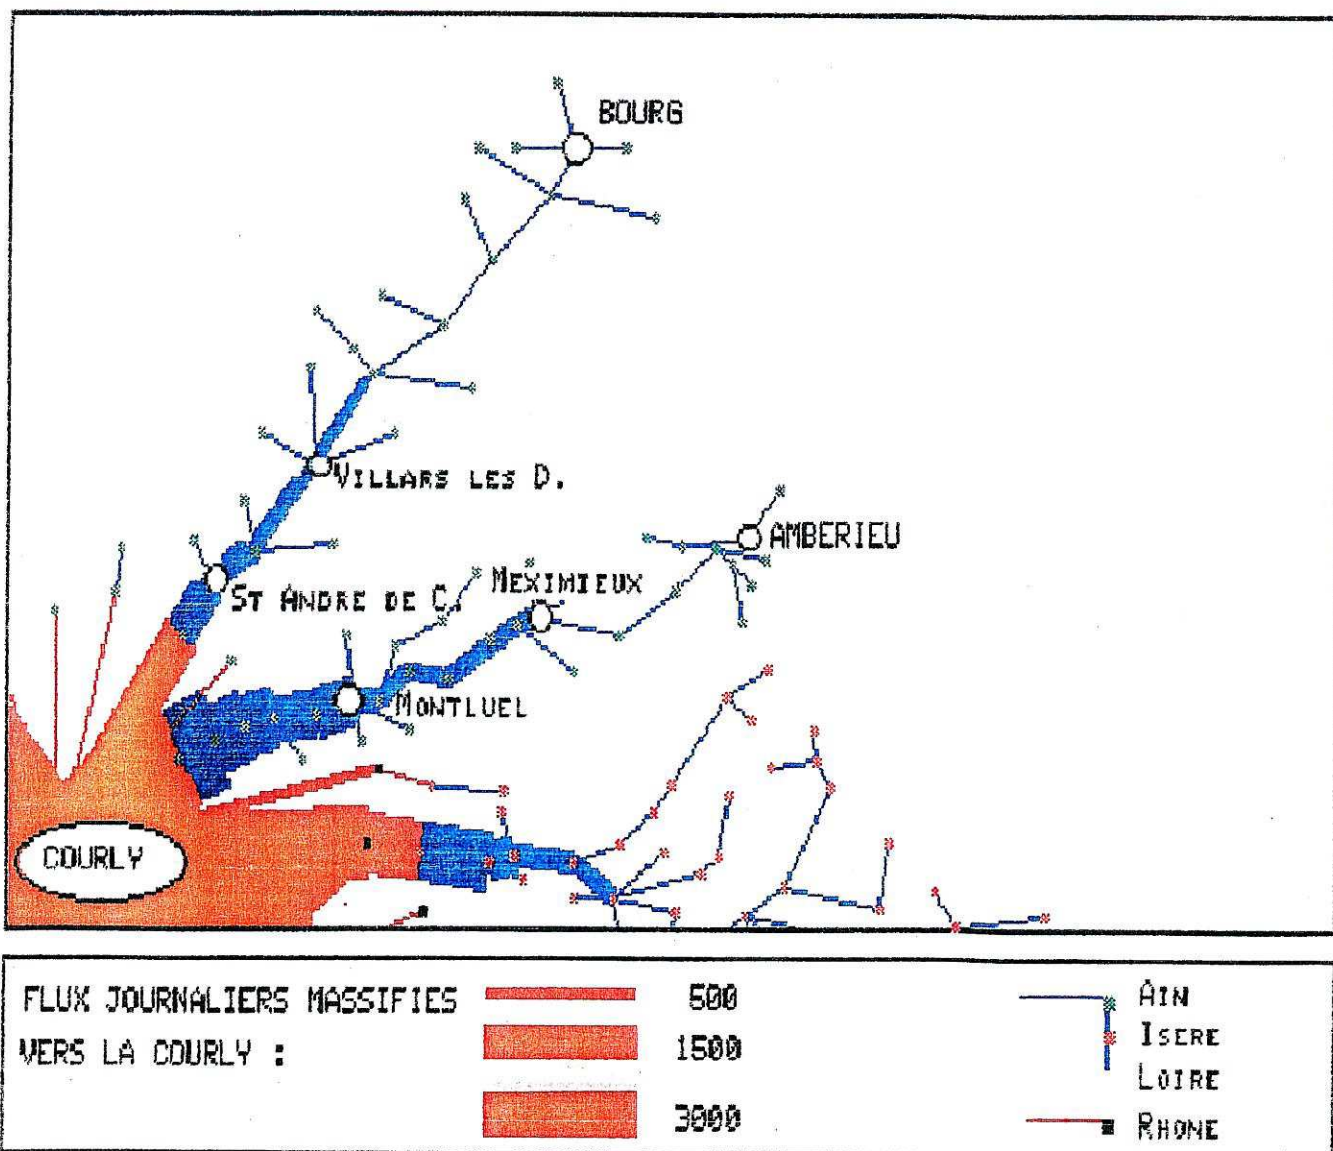 BOURG
VILLARS LES D.
AMBERIEU
MEXIMIEUX
ST ANDRE DE C.
MONTLUEL
COURLY
FLUX JOURNALIERS MASSIFIES
VERS LA COURLY :
500
1500
3000
AIN
ISERE
LOIRE
RHONE